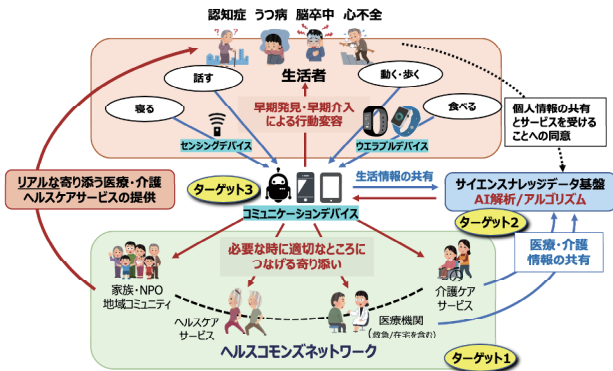 認知症 うつ病 脳卒中 心不全
生活者
話す
動く・歩く
寝る
食べる
早期発見・早期介入
による行動変容
センシングデバイス
ウエラブルデバイス
個人情報の共有
とサービスを受ける
ことへの同意
リアルな寄り添う医療・介護
ヘルスケアサービスの提供
ターゲット3
生活情報の共有
コミュニケーションデバイス
サイエンスナレッジデータ基盤
AI解析/アルゴリズム
ターゲット2
医療・介護
情報の共有
必要な時に適切なところに
つなげる寄り添い
家族・NPO
地域コミュニティ
ヘルスケア
サービス
医療機関
(救急/在宅を含む)
介護ケア
サービス
ヘルスコモンズネットワーク
ターゲット1